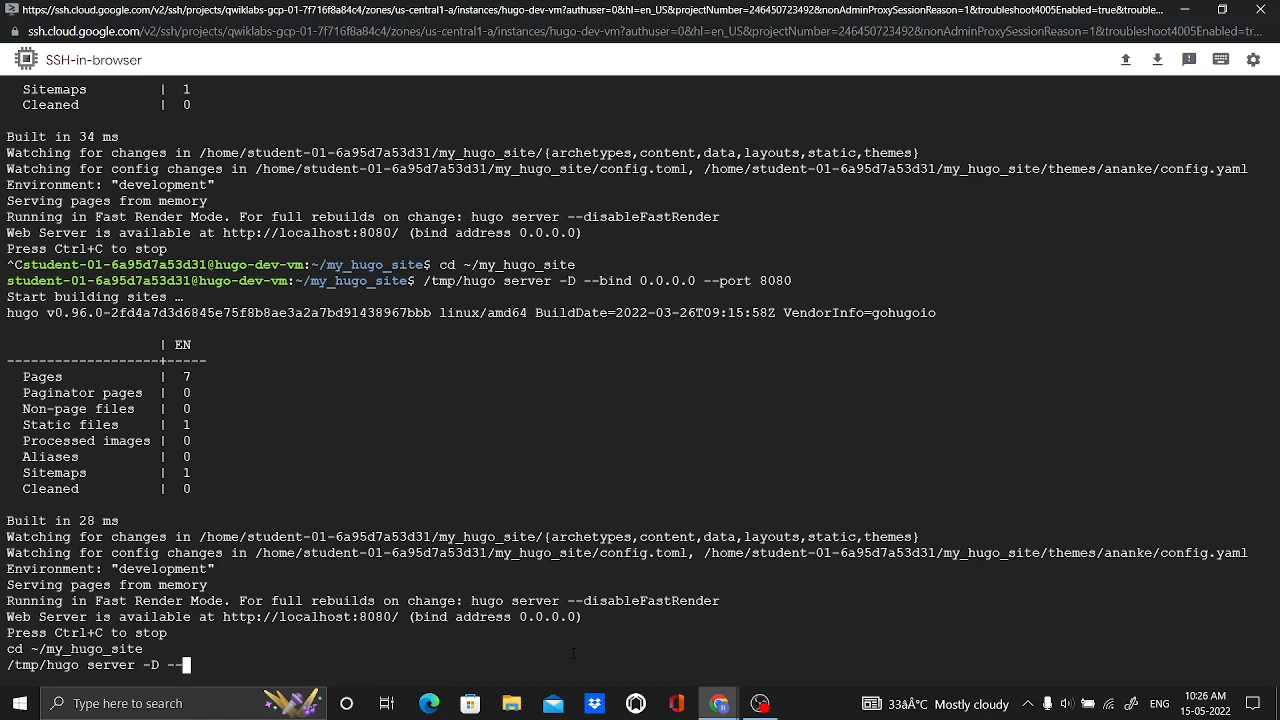 https://ssh.cloud.google.com/v2/ssh/projects/qwiklabs-gcp-01-7f716f8a84c4/zones/us-central1-a/instances/hugo-dev-vm?authuser=0&hl=en_US&projectNumber=246450723492&nonAdminProxySessionReason=1&troubleshoot4005Enabled=true&trouble...
ssh.cloud.google.com/v2/ssh/projects/qwiklabs-gcp-01-7f716f8a84c4/zones/us-central1-a/instances/hugo-dev-vm?authuser=0&hl=en_US&projectNumber=246450723492&nonAdminProxySessionReason=1&troubleshoot4005Enabled=tr...
SSH-in-browser
Sitemaps | 1
Cleaned | 0
Built in 34 ms
Watching for changes in /home/student-01-6a95d7a53d31/my_hugo_site/{archetypes,content,data,layouts,static,themes}
Watching for config changes in /home/student-01-6a95d7a53d31/my_hugo_site/config.toml, /home/student-01-6a95d7a53d31/my_hugo_site/themes/ananke/config.yaml
Environment: "development"
Serving pages from memory
Running in Fast Render Mode. For full rebuilds on change: hugo server --disableFastRender
Web Server is available at http://localhost:8080/ (bind address 0.0.0.0)
Press Ctrl+C to stop
^Cstudent-01-6a95d7a53d31@hugo-dev-vm:~/my_hugo_site$ cd ~/my_hugo_site
student-01-6a95d7a53d31@hugo-dev-vm:~/my_hugo_site$ /tmp/hugo server -D --bind 0.0.0.0 --port 8080
Start building sites …
hugo v0.96.0-2fd4a7d3d6845e75f8b8ae3a2a7bd91438967bbb linux/amd64 BuildDate=2022-03-26T09:15:58Z VendorInfo=gohugoio
| EN
-------------------+-----
Pages | 7
Paginator pages | 0
Non-page files | 0
Static files | 1
Processed images | 0
Aliases | 0
Sitemaps | 1
Cleaned | 0
Built in 28 ms
Watching for changes in /home/student-01-6a95d7a53d31/my_hugo_site/{archetypes,content,data,layouts,static,themes}
Watching for config changes in /home/student-01-6a95d7a53d31/my_hugo_site/config.toml, /home/student-01-6a95d7a53d31/my_hugo_site/themes/ananke/config.yaml
Environment: "development"
Serving pages from memory
Running in Fast Render Mode. For full rebuilds on change: hugo server --disableFastRender
Web Server is available at http://localhost:8080/ (bind address 0.0.0.0)
Press Ctrl+C to stop
cd ~/my_hugo_site
/tmp/hugo server -D --
Type here to search
33â°C Mostly cloudy
ENG
10:26 AM
15-05-2022